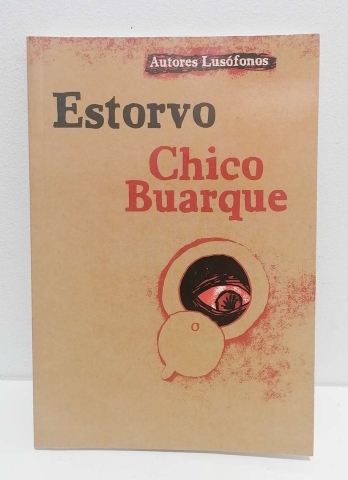 Autores Lusófonos
Estorvo
Chico
Buarque